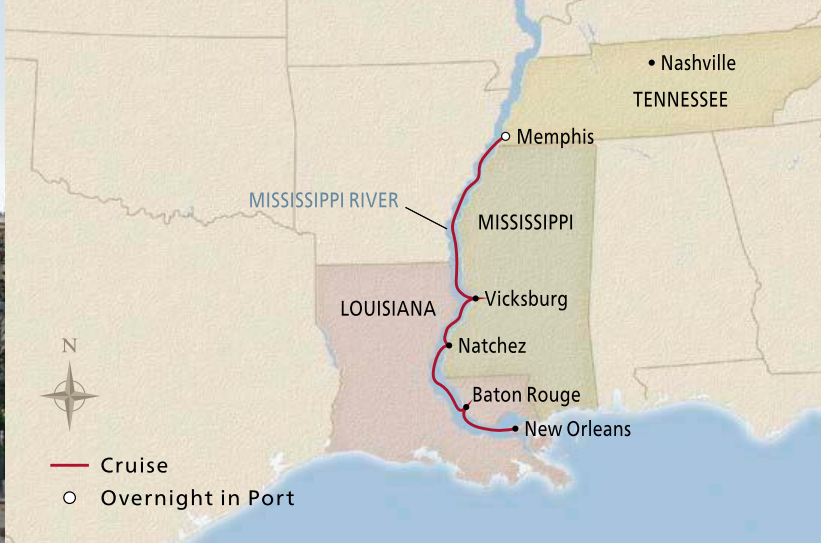 Nashville
TENNESSEE
Memphis
MISSISSIPPI RIVER
MISSISSIPPI
Vicksburg
LOUISIANA
N
Natchez
Baton Rouge
New Orleans
Cruise
Overnight in Port